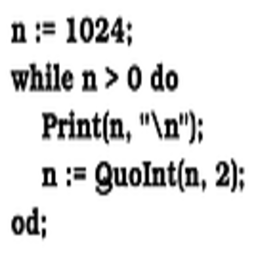 n := 1024;
while n > 0 do
    Print(n, "\n");
    n := QuoInt(n, 2);
od;